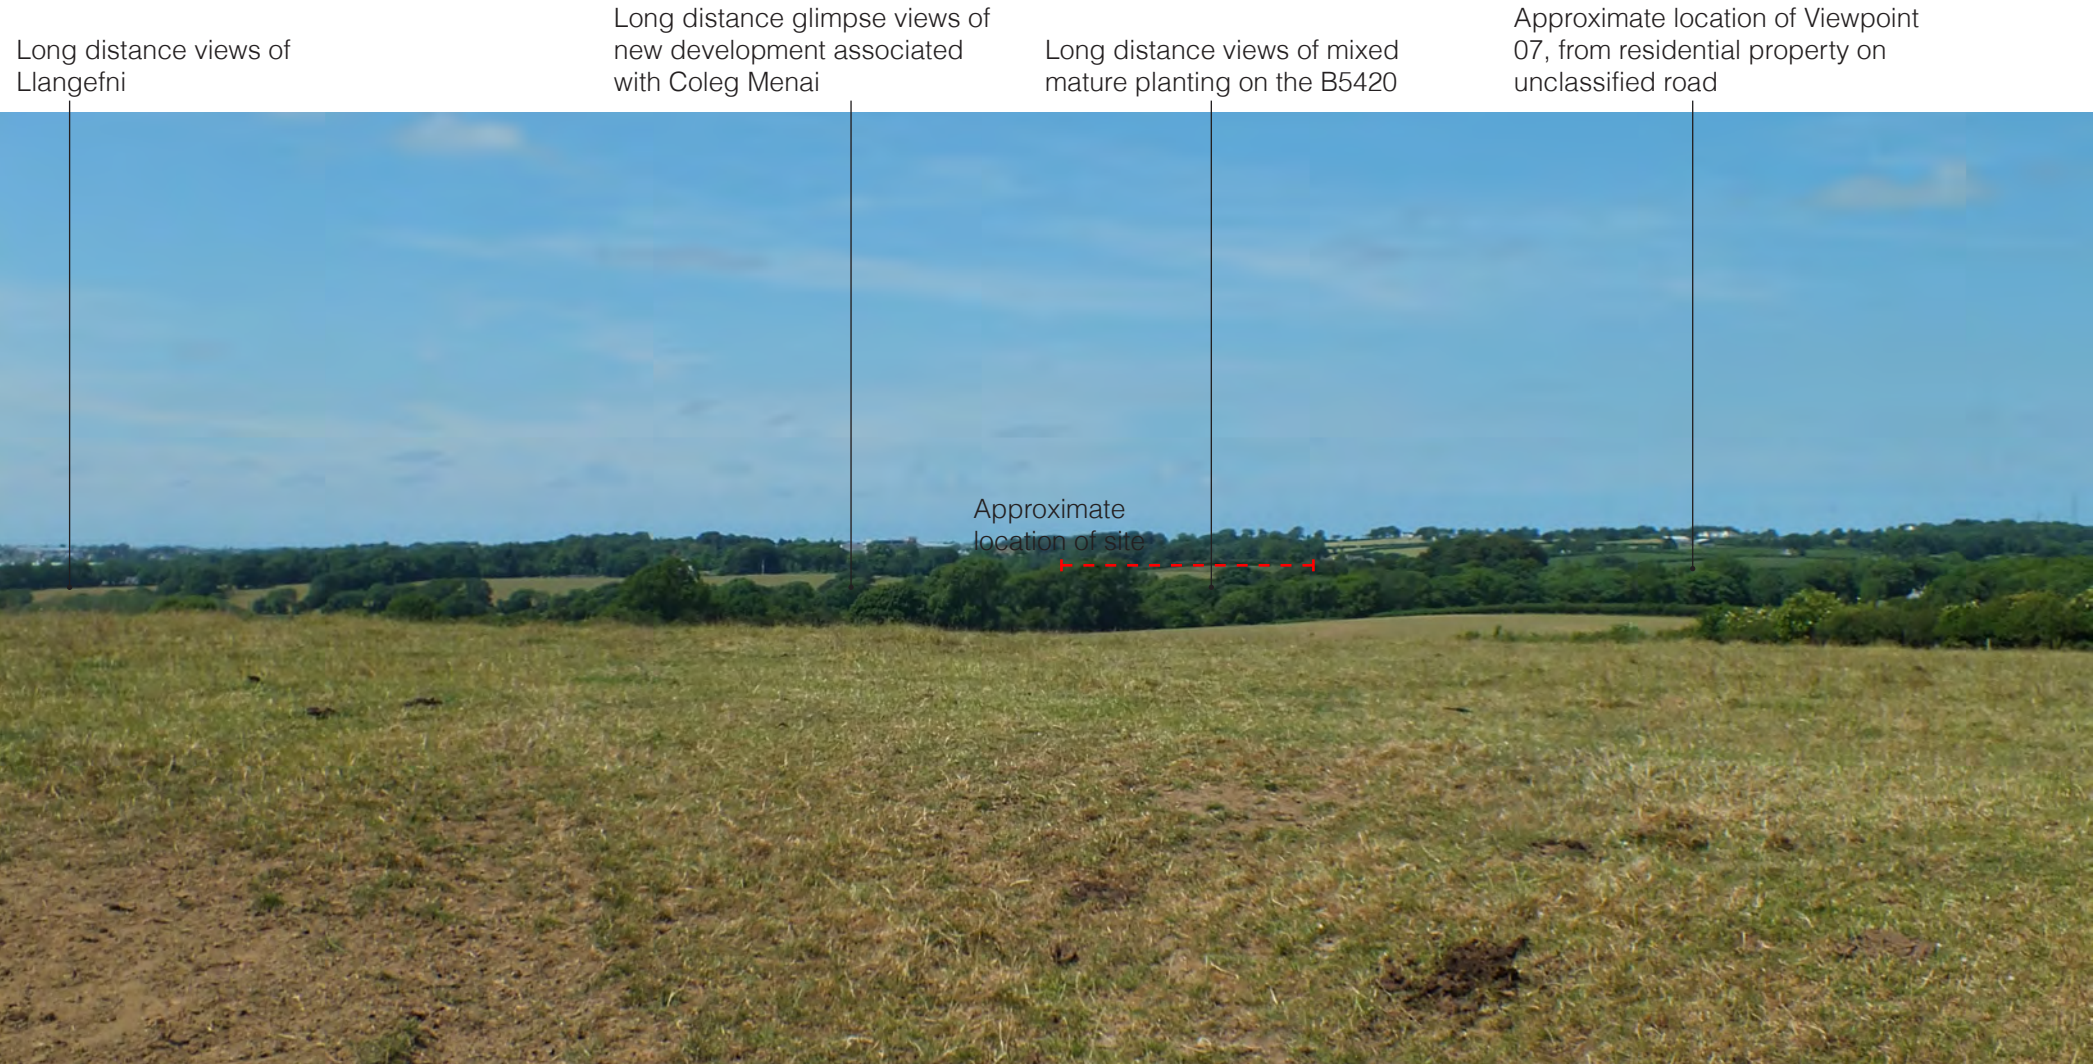 Long distance views of
Llangefni
Long distance glimpse views of
new development associated
with Coleg Menai
Long distance views of mixed
mature planting on the B5420
Approximate location of Viewpoint
07, from residential property on
unclassified road
Approximate
location of site